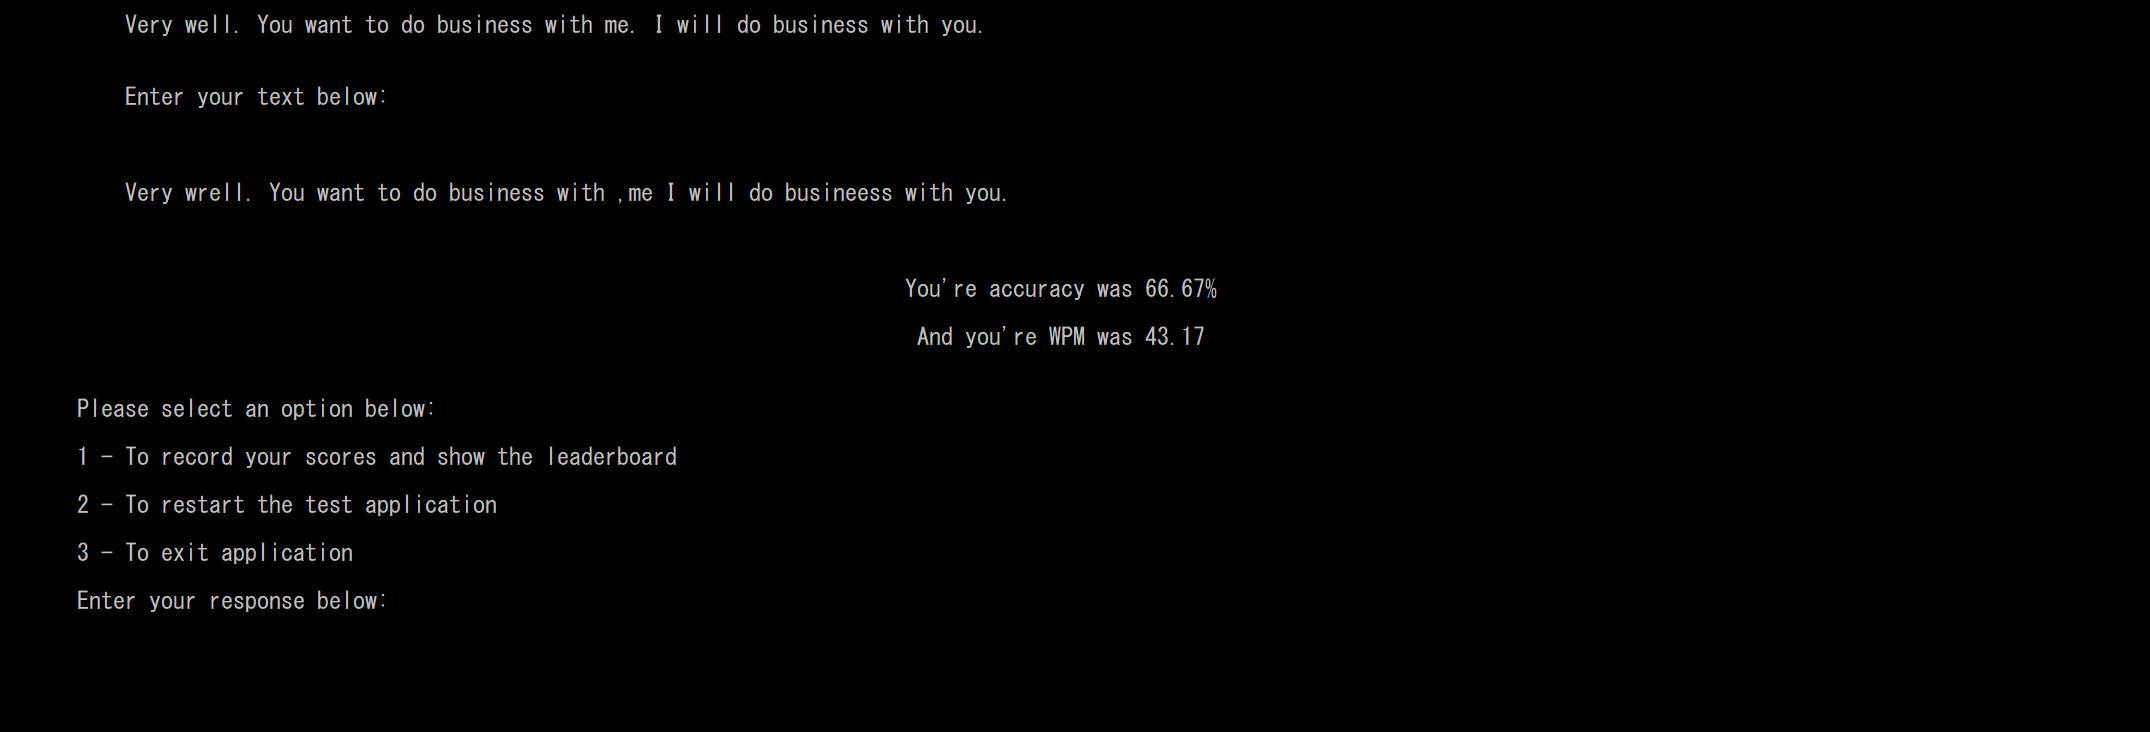 Very well. You want to do business with me. I will do business with you.
Enter your text below:
Very wrell. You want to do business with ,me I will do busineess with you.
You're accuracy was 66.67%
And you're WPM was 43.17
Please select an option below:
1 - To record your scores and show the leaderboard
2 - To restart the test application
3 - To exit application
Enter your response below: